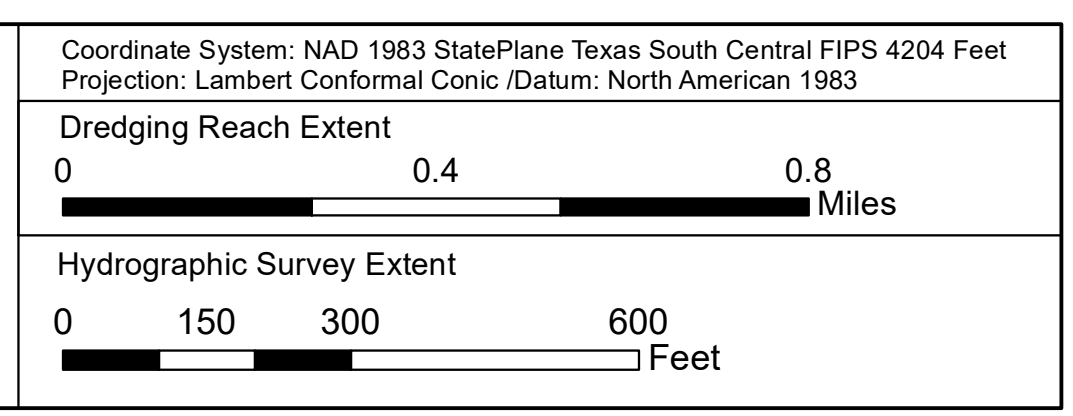 Coordinate System: NAD 1983 StatePlane Texas South Central FIPS 4204 Feet
Projection: Lambert Conformal Conic /Datum: North American 1983
Dredging Reach Extent
0 0.4 0.8
Miles
Hydrographic Survey Extent
0 150 300 600
Feet